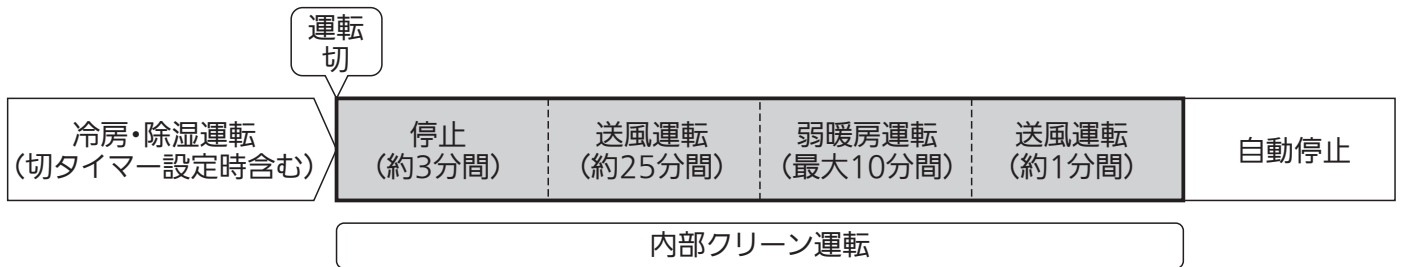 運転
切
冷房・除湿運転
(切タイマー設定時含む)
停止
(約3分間)
送風運転
(約25分間)
弱暖房運転
(最大10分間)
送風運転
(約1分間)
自動停止
内部クリーン運転